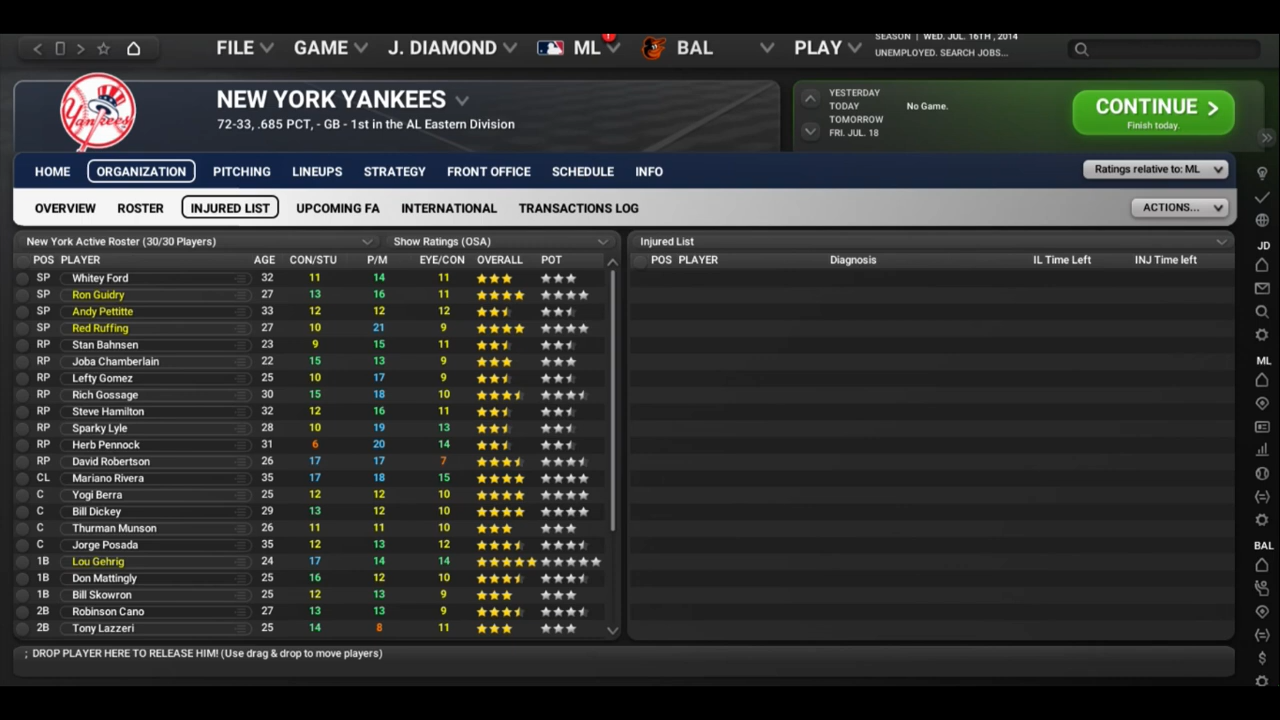 FILE GAME J. DIAMOND ML BAL PLAY
SEASON | WED. JUL. 16TH , 2014
UNEMPLOYED. SEARCH JOBS...
Yankees
NEW YORK YANKEES
72-33, .685 PCT, - GB - 1st in the AL Eastern Division
YESTERDAY
TODAY No Game.
TOMORROW
FRI. JUL. 18
CONTINUE
Finish today.
HOME ORGANIZATION PITCHING LINEUPS STRATEGY FRONT OFFICE SCHEDULE INFO Ratings relative to: ML
OVERVIEW ROSTER INJURED LIST UPCOMING FA INTERNATIONAL TRANSACTIONS LOG ACTIONS...
New York Active Roster (30/30 Players) Show Ratings (OSA)
POS PLAYER AGE CON/STU P/M EYE/CON OVERALL POT
SP Whitey Ford 32 11 14 11
SP Ron Guidry 27 13 16 11
SP Andy Pettitte 33 12 12 12
SP Red Ruffing 27 10 21 9
RP Stan Bahnsen 23 9 15 11
RP Joba Chamberlain 22 15 13 9
RP Lefty Gomez 25 10 17 9
RP Rich Gossage 30 15 18 10
RP Steve Hamilton 32 12 16 11
RP Sparky Lyle 28 10 19 13
RP Herb Pennock 31 6 20 14
RP David Robertson 26 17 17 7
CL Mariano Rivera 35 17 18 15
C Yogi Berra 25 12 12 10
C Bill Dickey 29 13 12 10
C Thurman Munson 26 11 11 10
C Jorge Posada 35 12 13 12
1B Lou Gehrig 24 17 14 14
1B Don Mattingly 25 16 12 10
1B Bill Skowron 25 12 13 9
2B Robinson Cano 27 13 13 9
2B Tony Lazzeri 25 14 8 11
Injured List
POS PLAYER Diagnosis IL Time Left INJ Time left
; DROP PLAYER HERE TO RELEASE HIM! (Use drag & drop to move players)
JD
ML
BAL